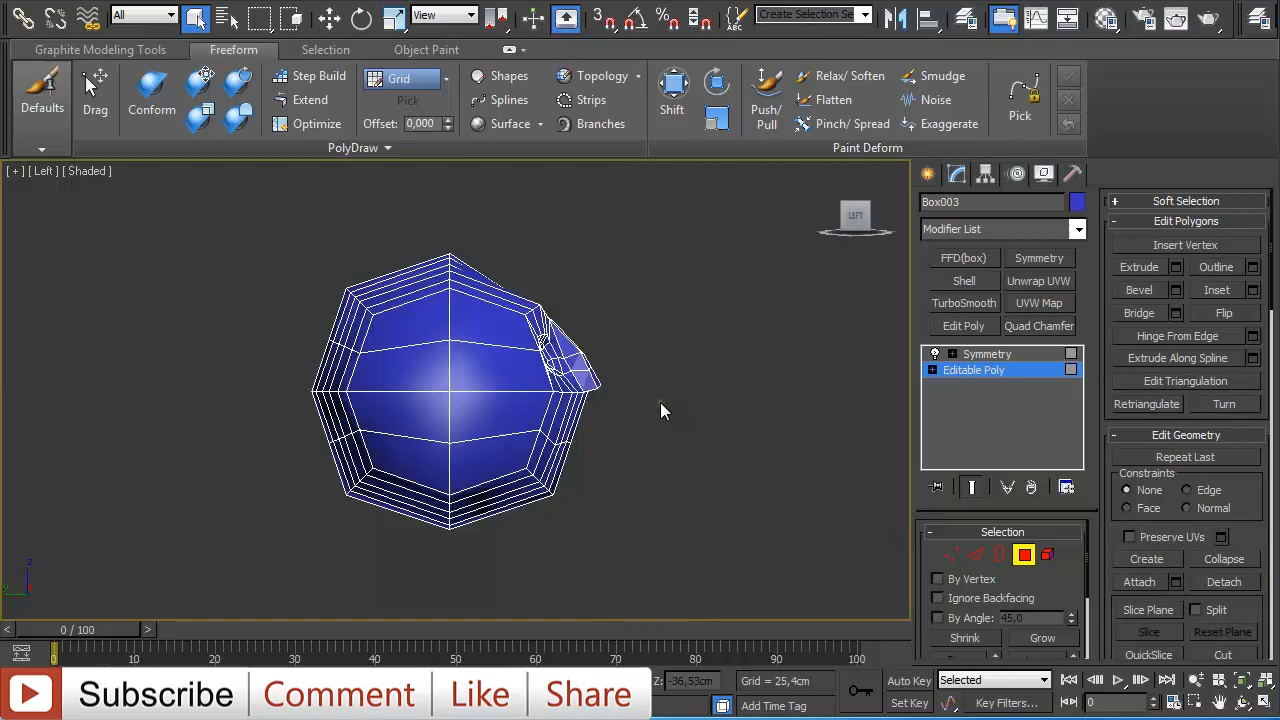 All
View
Create Selection Se
Graphite Modeling Tools Freeform Selection Object Paint
Defaults
Drag
Conform
Step Build
Extend
Optimize
Grid
Pick
Offset: 0,000
Shapes
Splines
Surface
Topology
Strips
Branches
PolyDraw
Shift
Push/
Pull
Relax/ Soften
Flatten
Pinch/ Spread
Smudge
Noise
Exaggerate
Pick
Paint Deform
[ + ] [ Left ] [ Shaded ]
LEFT
z
y
Box003
Modifier List
FFD(box) Symmetry
Shell Unwrap UVW
TurboSmooth UVW Map
Edit Poly Quad Chamfer
Symmetry
Editable Poly
Selection
By Vertex
Ignore Backfacing
By Angle: 45,0
Shrink Grow
Soft Selection
Edit Polygons
Insert Vertex
Extrude Outline
Bevel Inset
Bridge Flip
Hinge From Edge
Extrude Along Spline
Edit Triangulation
Retriangulate Turn
Edit Geometry
Repeat Last
Constraints
None Edge
Face Normal
Preserve UVs
Create Collapse
Attach Detach
Slice Plane Split
Slice Reset Plane
QuickSlice Cut
0 / 100
0 10 20 30 40 50 60 70 80 90 100
Subscribe Comment Like Share
Z: -36,53cm Grid = 25,4cm
Add Time Tag
Auto Key Selected
Set Key Key Filters... 0